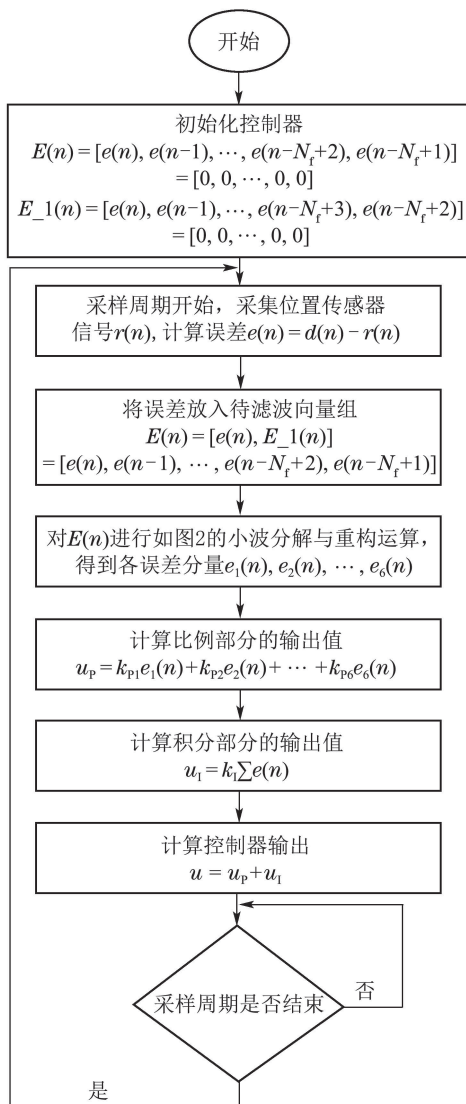 开始
初始化控制器
E(n)=[e(n), e(n−1), ⋯, e(n−N_f+2), e(n−N_f+1)]
=[0, 0, ⋯, 0, 0]
E_1(n)=[e(n), e(n−1), ⋯, e(n−N_f+3), e(n−N_f+2)]
=[0, 0, ⋯, 0, 0]
采样周期开始，采集位置传感器
信号r(n), 计算误差e(n)=d(n)−r(n)
将误差放入待滤波向量组
E(n)=[e(n), E_1(n)]
=[e(n), e(n−1), ⋯, e(n−N_f+2), e(n−N_f+1)]
对E(n)进行如图2的小波分解与重构运算，
得到各误差分量e₁(n), e₂(n), ⋯, e₆(n)
计算比例部分的输出值
u_P=k_P1e₁(n)+k_P2e₂(n)+ ⋯ +k_P6e₆(n)
计算积分部分的输出值
u_I=k_I∑e(n)
计算控制器输出
u = u_P+u_I
采样周期是否结束
否
是